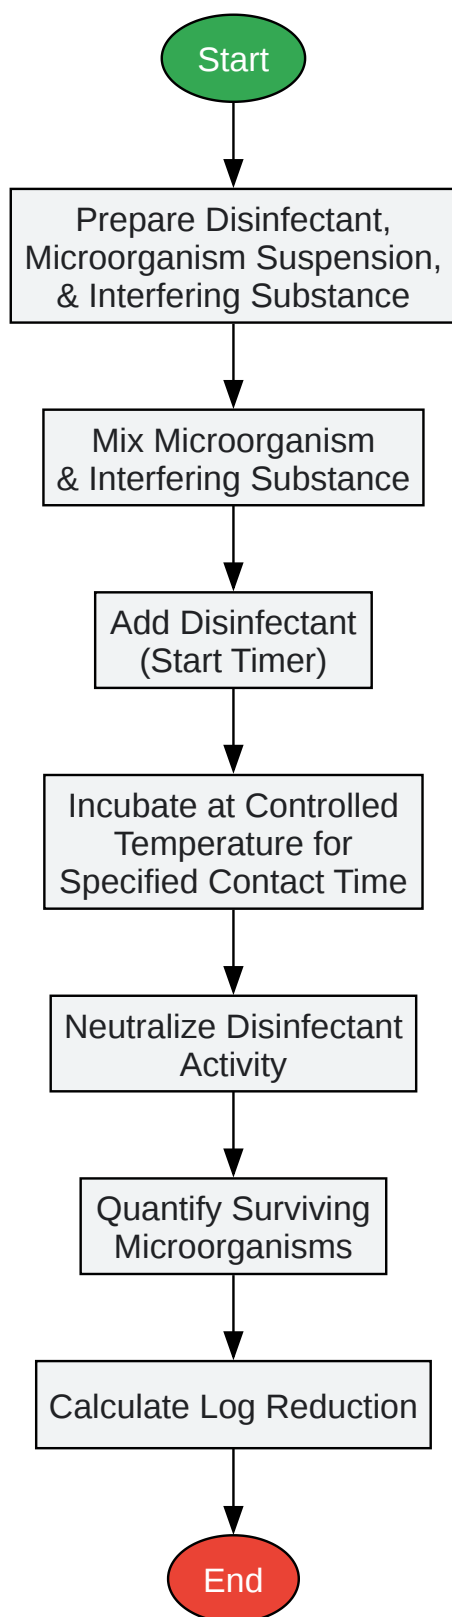 Start
Prepare Disinfectant,
Microorganism Suspension,
& Interfering Substance
Mix Microorganism
& Interfering Substance
Add Disinfectant
(Start Timer)
Incubate at Controlled
Temperature for
Specified Contact Time
Neutralize Disinfectant
Activity
Quantify Surviving
Microorganisms
Calculate Log Reduction
End